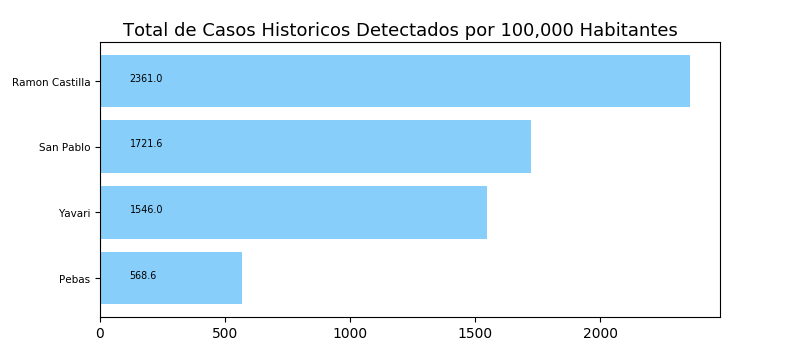 Total de Casos Historicos Detectados por 100,000 Habitantes
Ramon Castilla 2361.0
San Pablo 1721.6
Yavari 1546.0
Pebas 568.6
0 500 1000 1500 2000